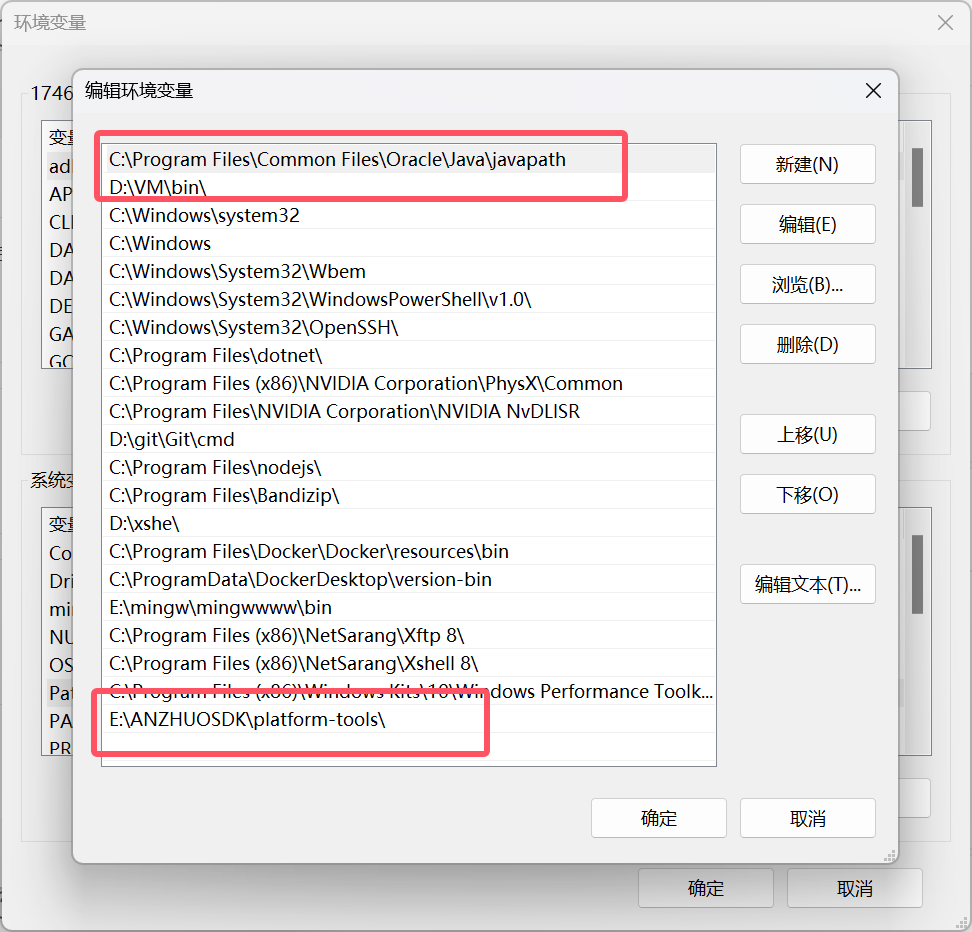 环境变量
编辑环境变量
1746
变量
ad
AP
CLI
DA
DA
DE
GA
GO
C:\Program Files\Common Files\Oracle\Java\javapath
D:\VM\bin\
C:\Windows\system32
C:\Windows
C:\Windows\System32\Wbem
C:\Windows\System32\WindowsPowerShell\v1.0\
C:\Windows\System32\OpenSSH\
C:\Program Files\dotnet\
C:\Program Files (x86)\NVIDIA Corporation\PhysX\Common
C:\Program Files\NVIDIA Corporation\NVIDIA NvDLISR
D:\git\Git\cmd
C:\Program Files\nodejs\
C:\Program Files\Bandizip\
D:\xshe\
C:\Program Files\Docker\Docker\resources\bin
C:\ProgramData\DockerDesktop\version-bin
E:\mingw\mingwwww\bin
C:\Program Files (x86)\NetSarang\Xftp 8\
C:\Program Files (x86)\NetSarang\Xshell 8\
C:\Program Files (x86)\Windows Kits\10\Windows Performance Toolk...
E:\ANZHUOSDK\platform-tools\
新建(N)
编辑(E)
浏览(B)...
删除(D)
上移(U)
下移(O)
编辑文本(T)...
系统变
变量
Co
Dri
min
NU
OS
Pat
PA
PR
确定
取消
确定
取消